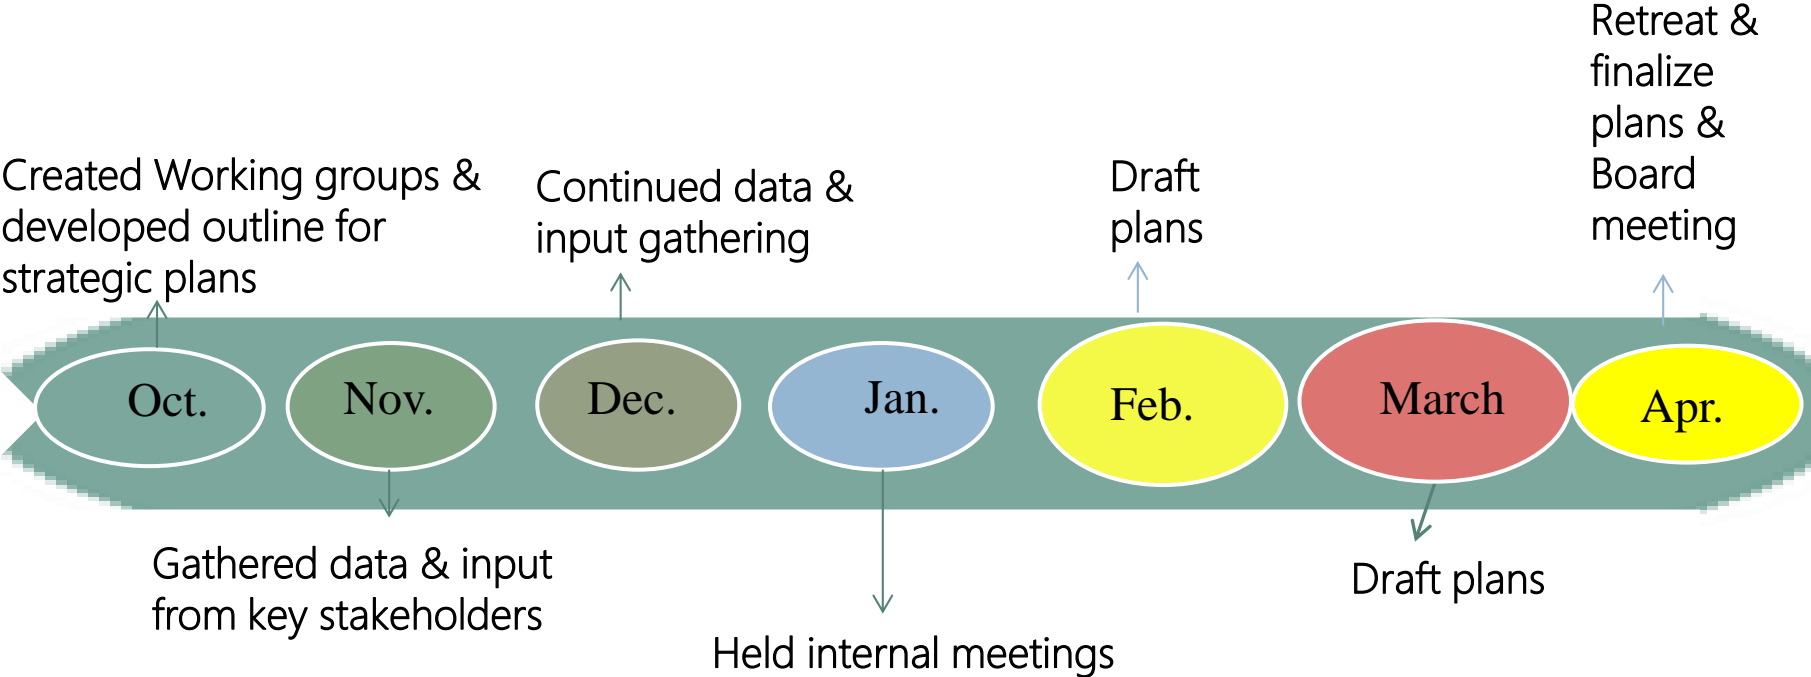 Retreat &
finalize
plans &
Board
meeting
Created Working groups &
developed outline for
strategic plans
Continued data &
input gathering
Draft
plans
Oct.
Nov.
Dec.
Jan.
Feb.
March
Apr.
Gathered data & input
from key stakeholders
Held internal meetings
Draft plans